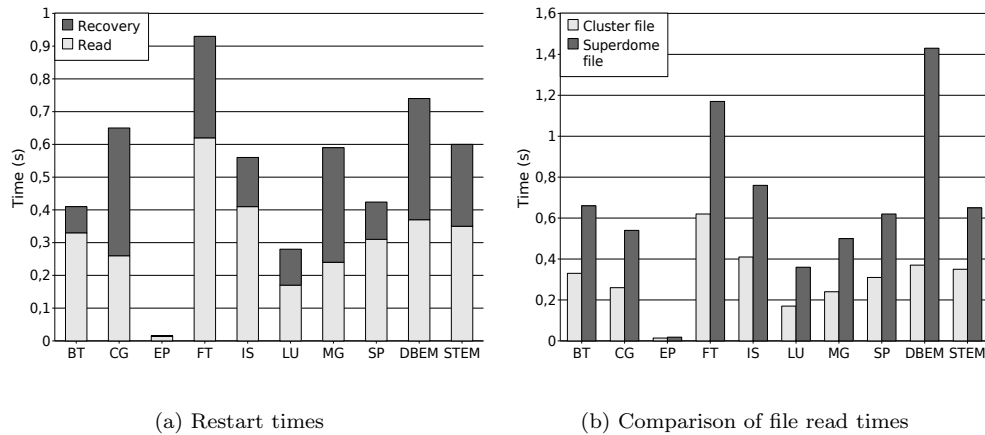 Time (s)
1
0,9
0,8
0,7
0,6
0,5
0,4
0,3
0,2
0,1
0
Recovery
Read
BT CG EP FT IS LU MG SP DBEM STEM
(a) Restart times
Time (s)
1,6
1,4
1,2
1
0,8
0,6
0,4
0,2
0
Cluster file
Superdome
file
BT CG EP FT IS LU MG SP DBEM STEM
(b) Comparison of file read times